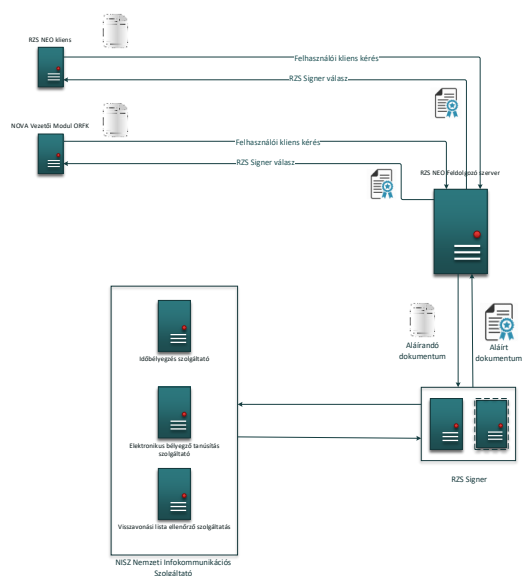 RZS NEO kliens
Felhasználói kliens kérés
RZS Signer válasz
NOVA Vezetői Modul ORFK
Felhasználói kliens kérés
RZS Signer válasz
RZS NEO Feldolgozó szerver
Aláírandó
dokumentum
Aláírt
dokumentum
Időbélyegzés szolgáltató
Elektronikus bélyegző tanúsítás
szolgáltató
Visszavonási lista ellenőrző szolgáltatás
RZS Signer
NISZ Nemzeti Infokommunikációs
Szolgáltató